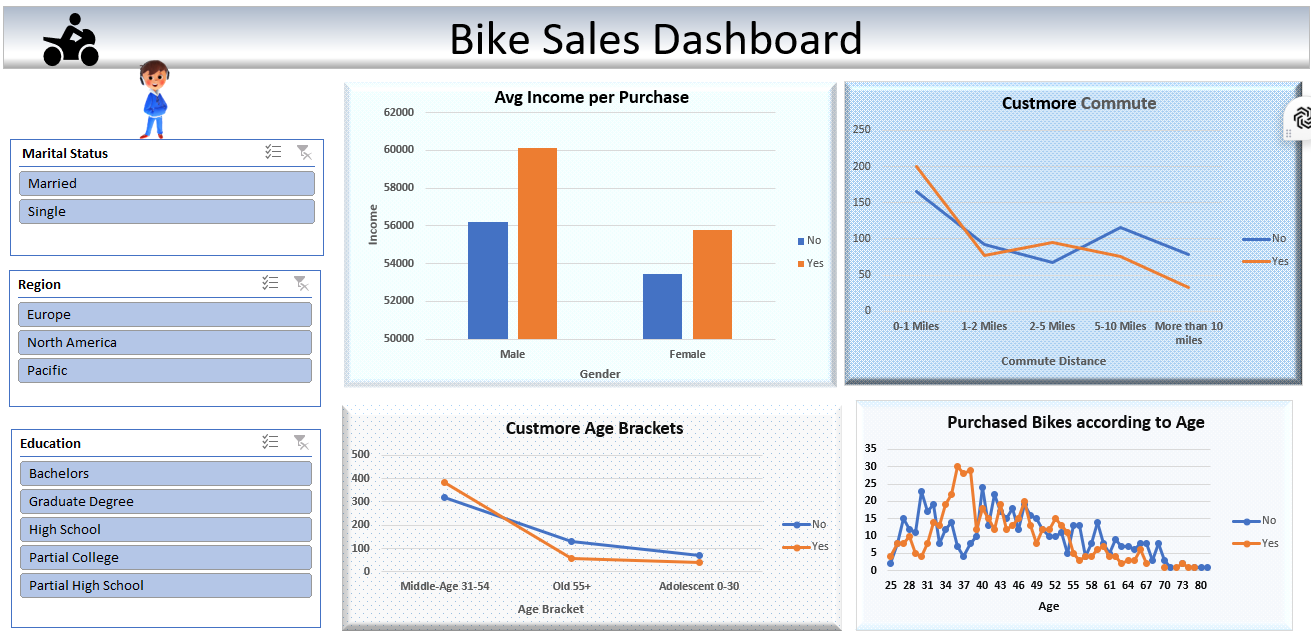 Bike Sales Dashboard
Marital Status
Married
Single
Region
Europe
North America
Pacific
Education
Bachelors
Graduate Degree
High School
Partial College
Partial High School
Avg Income per Purchase
62000
60000
58000
56000
54000
52000
50000
Income
Male
Female
Gender
No
Yes
Custmore Commute
250
200
150
100
50
0
0-1 Miles
1-2 Miles
2-5 Miles
5-10 Miles
More than 10
miles
Commute Distance
No
Yes
Custmore Age Brackets
500
400
300
200
100
0
Middle-Age 31-54
Old 55+
Adolescent 0-30
Age Bracket
No
Yes
Purchased Bikes according to Age
35
30
25
20
15
10
5
0
25 28 31 34 37 40 43 46 49 52 55 58 61 64 67 70 73 80
Age
No
Yes